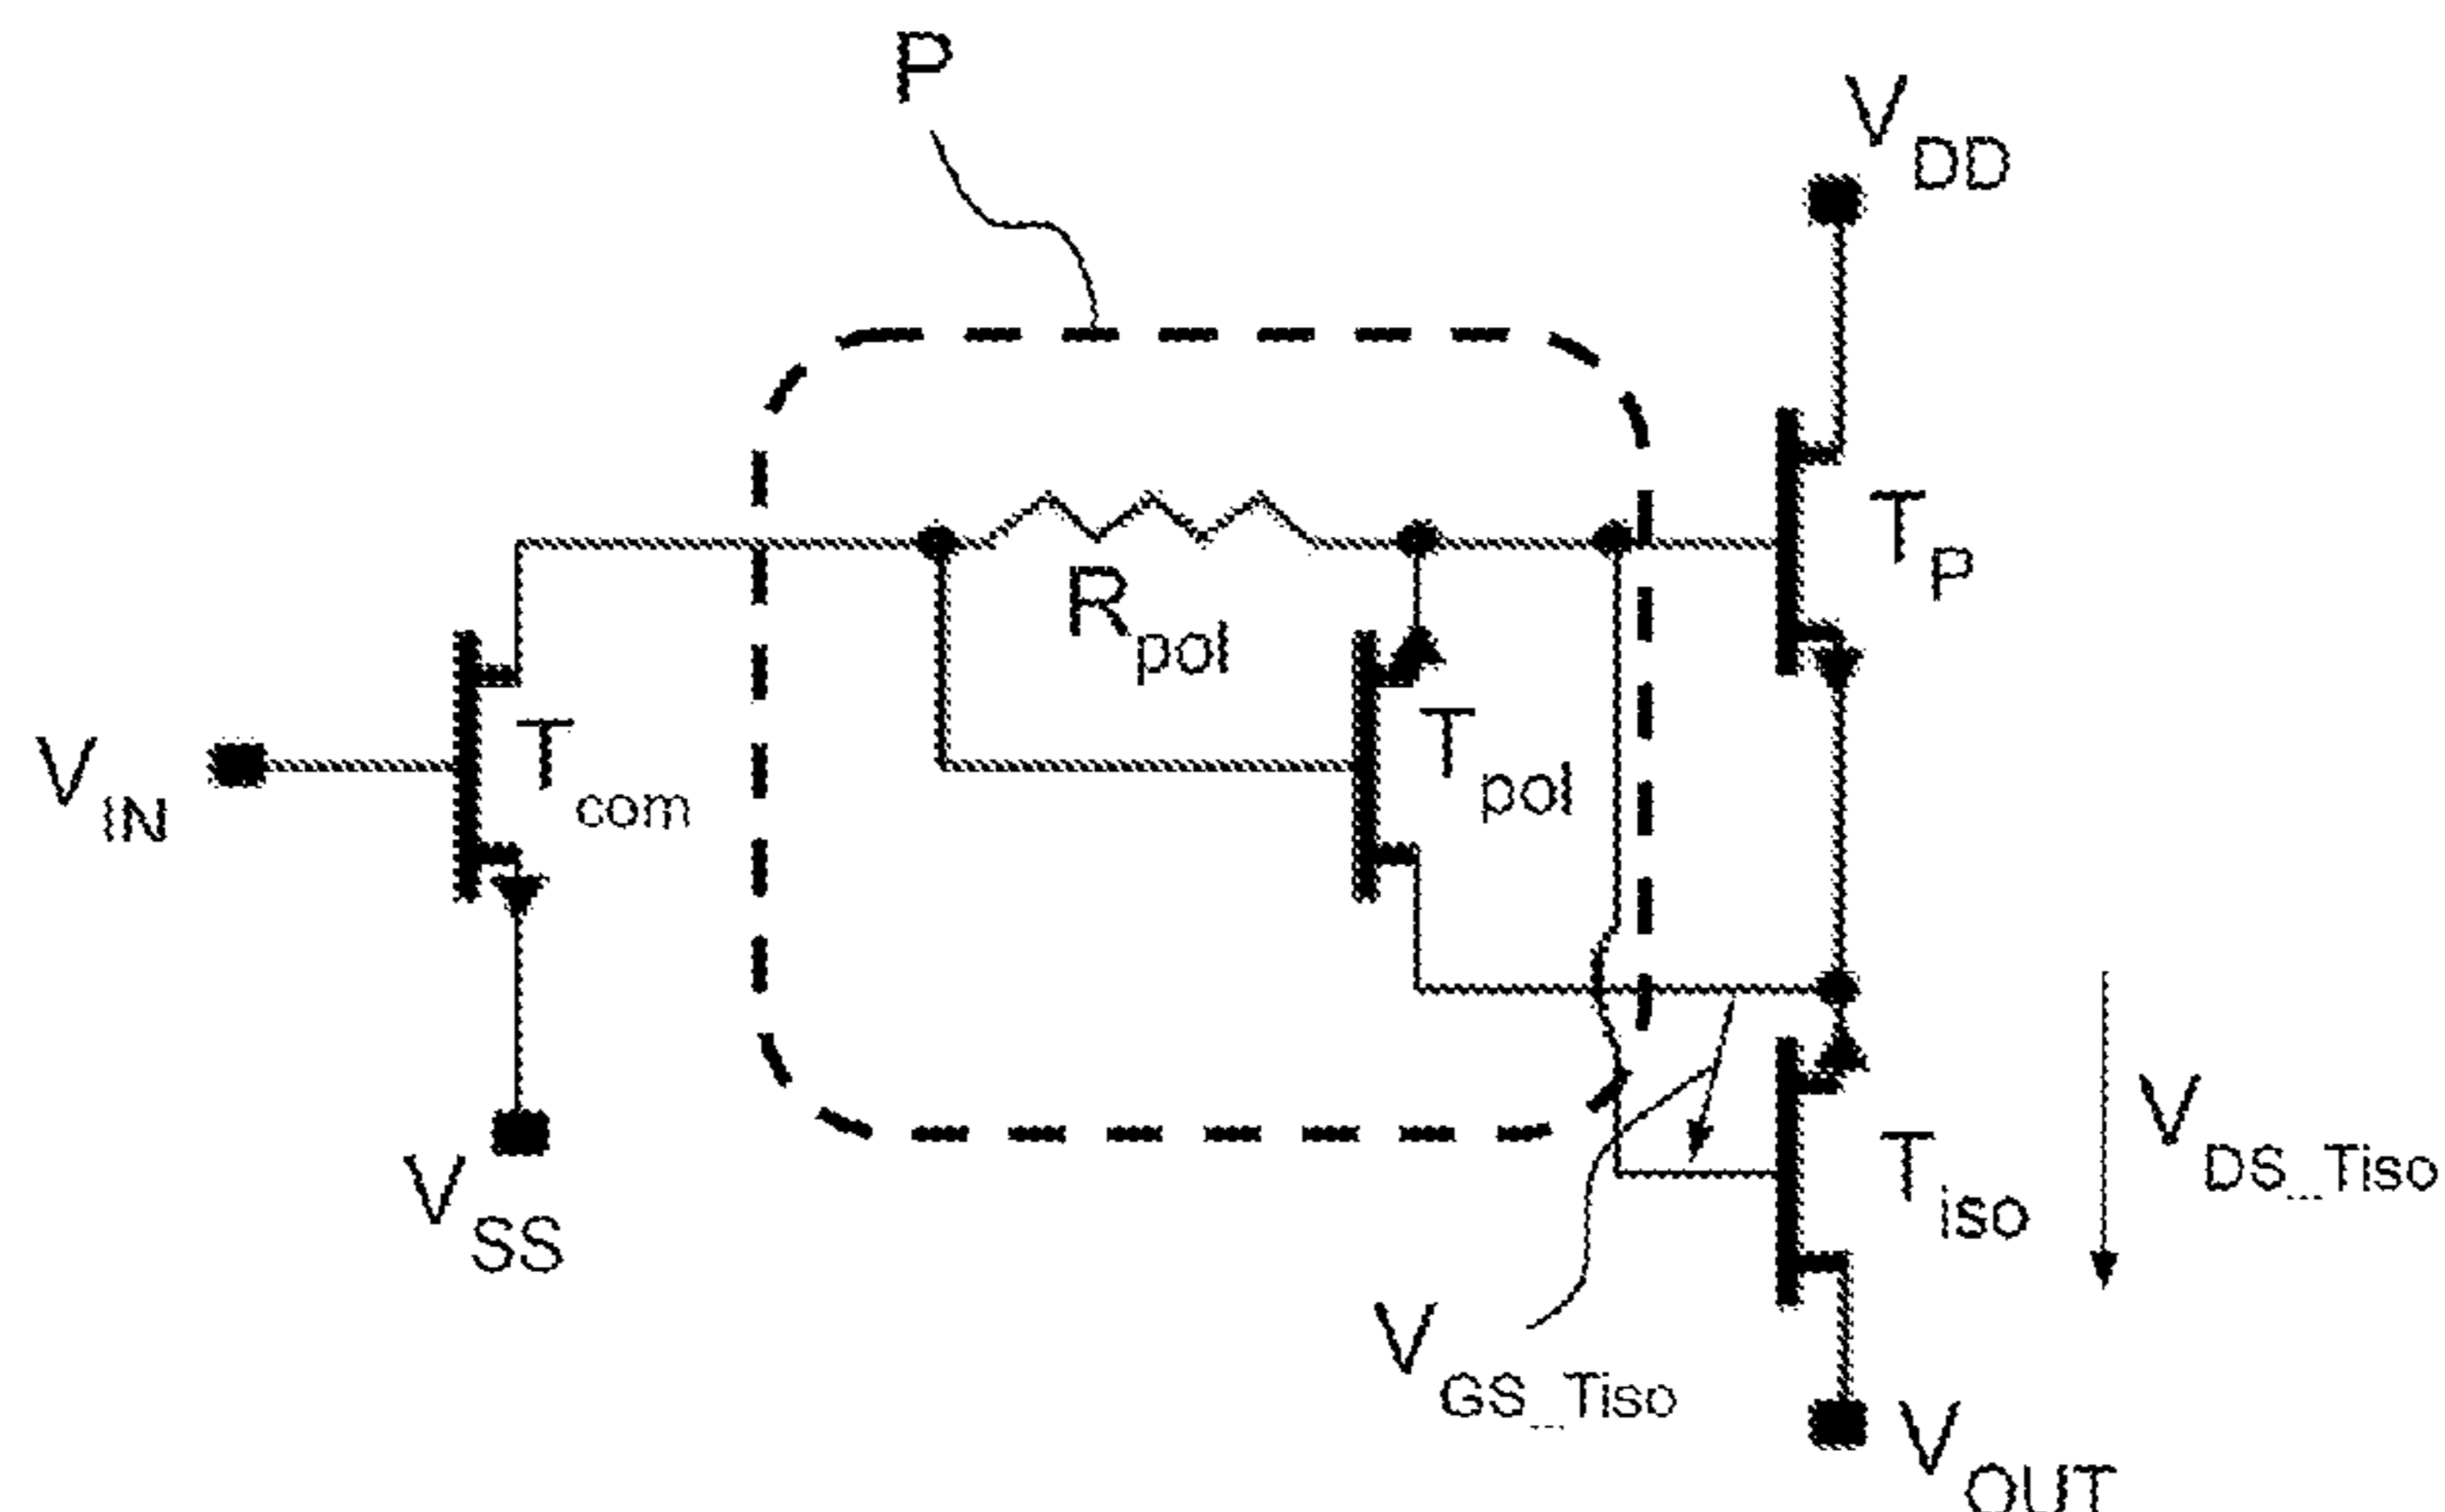 P
VDD
TP
Rpol
VIN
Tcom
Tpol
VSS
Tiso
VDS_Tiso
VGS_Tiso
VOUT